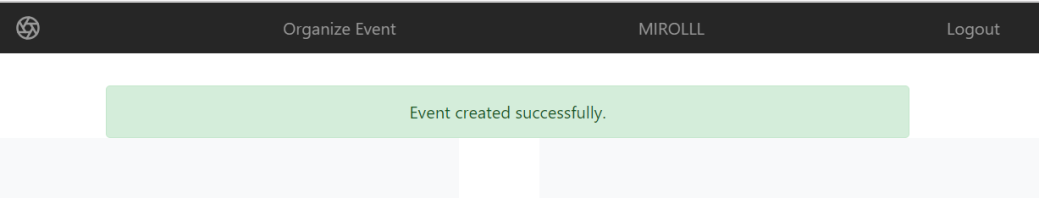 Organize Event MIROLLL Logout
Event created successfully.